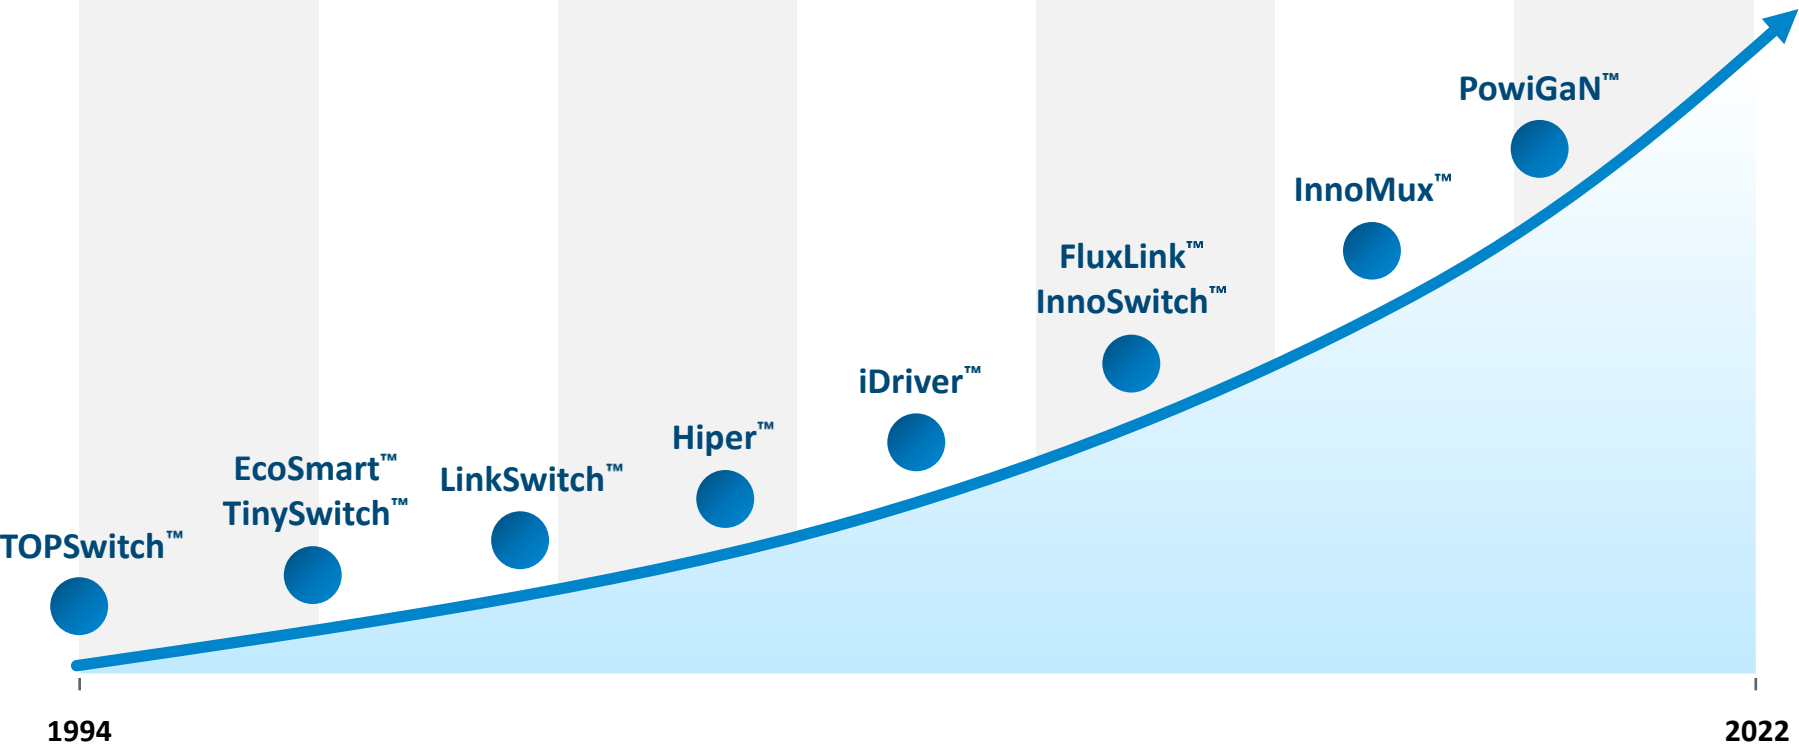 TOPSwitch™
EcoSmart™
TinySwitch™
LinkSwitch™
Hiper™
iDriver™
FluxLink™
InnoSwitch™
InnoMux™
PowiGaN™
1994
2022